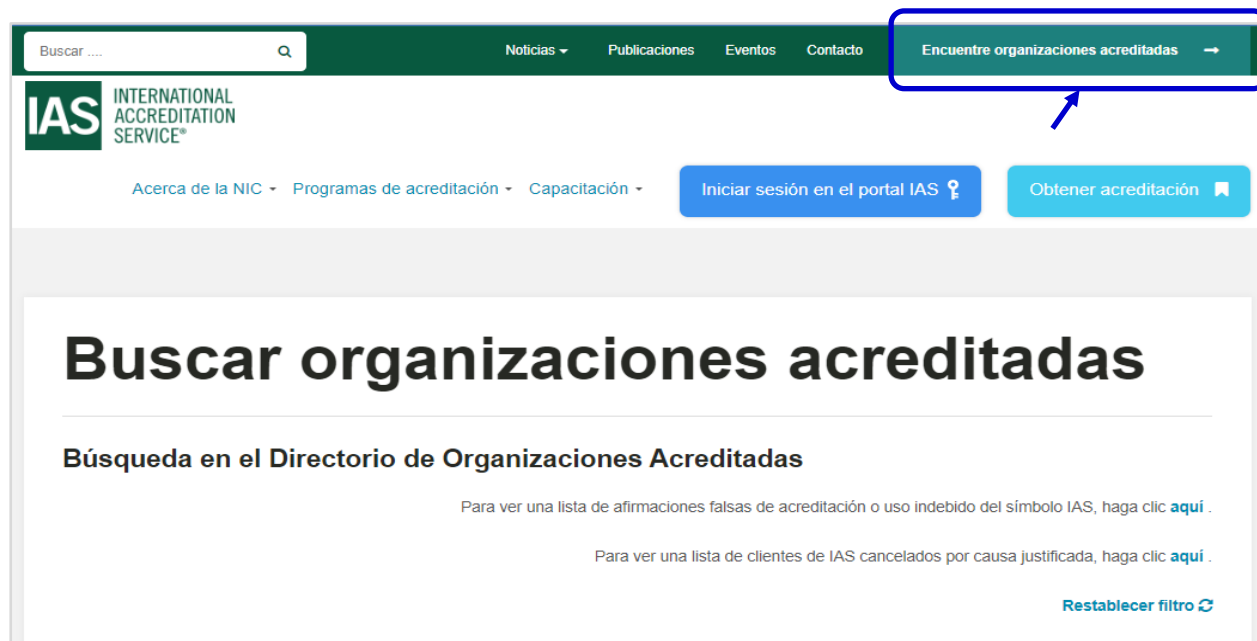 Buscar ....
Noticias
Publicaciones
Eventos
Contacto
Encuentre organizaciones acreditadas
IAS
INTERNATIONAL
ACCREDITATION
SERVICE®
Acerca de la NIC
Programas de acreditación
Capacitación
Iniciar sesión en el portal IAS
Obtener acreditación
Buscar organizaciones acreditadas
Búsqueda en el Directorio de Organizaciones Acreditadas
Para ver una lista de afirmaciones falsas de acreditación o uso indebido del símbolo IAS, haga clic aquí .
Para ver una lista de clientes de IAS cancelados por causa justificada, haga clic aquí .
Restablecer filtro